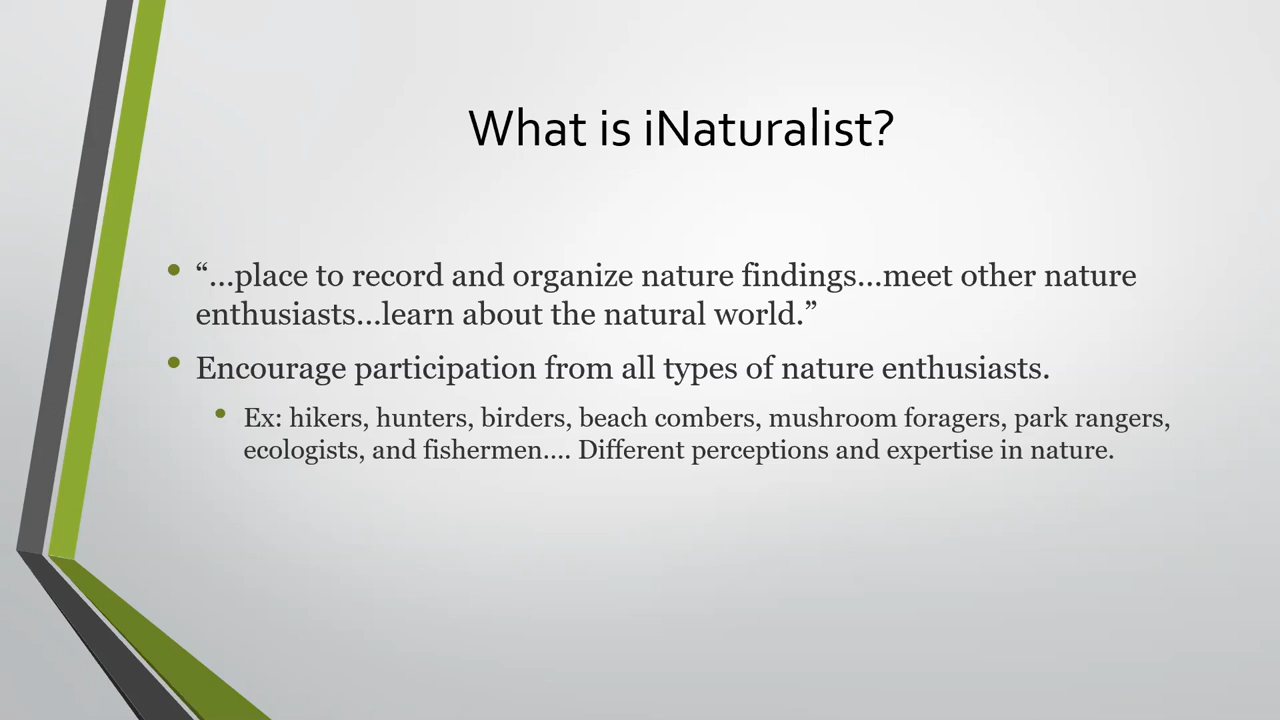 What is iNaturalist?
• “...place to record and organize nature findings...meet other nature
enthusiasts...learn about the natural world.”
• Encourage participation from all types of nature enthusiasts.
• Ex: hikers, hunters, birders, beach combers, mushroom foragers, park rangers,
ecologists, and fishermen.... Different perceptions and expertise in nature.